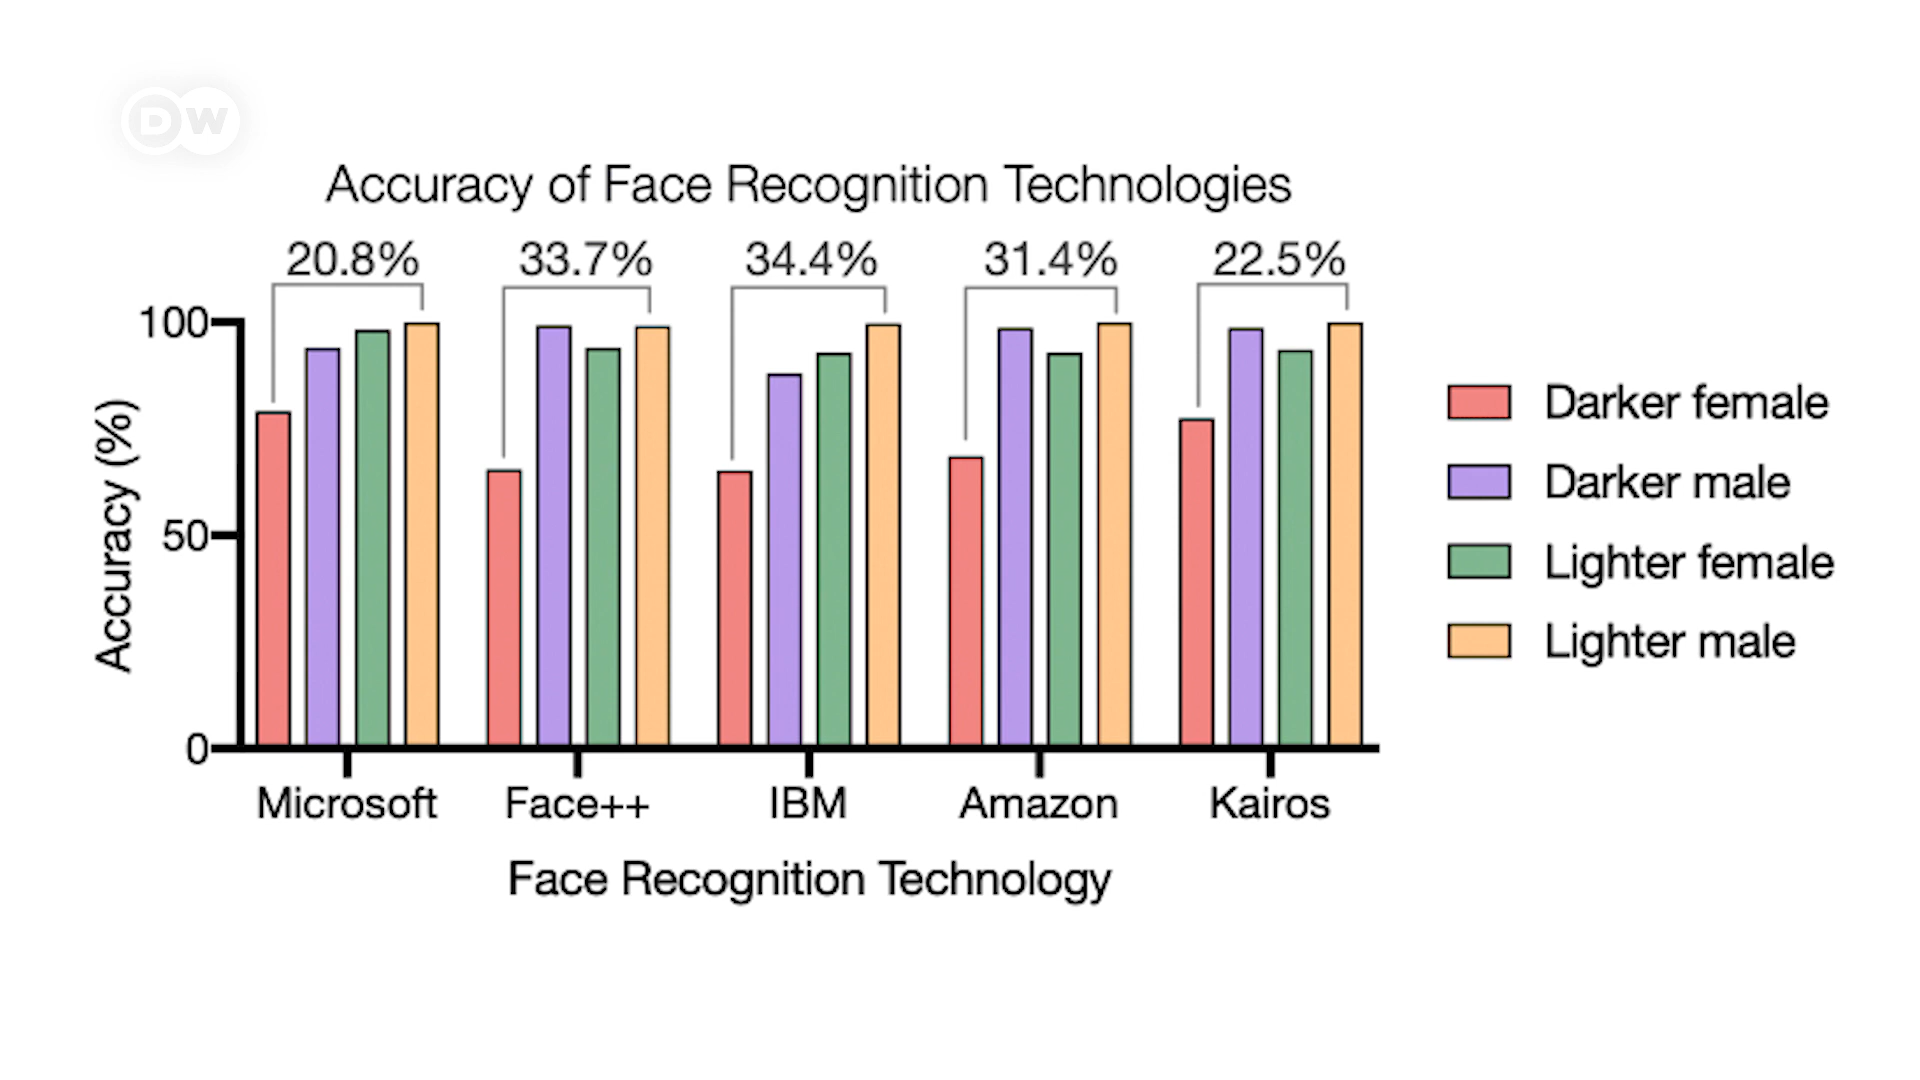 DW
Accuracy of Face Recognition Technologies
20.8% 33.7% 34.4% 31.4% 22.5%
100
50
0
Accuracy (%)
Microsoft Face++ IBM Amazon Kairos
Face Recognition Technology
Darker female
Darker male
Lighter female
Lighter male